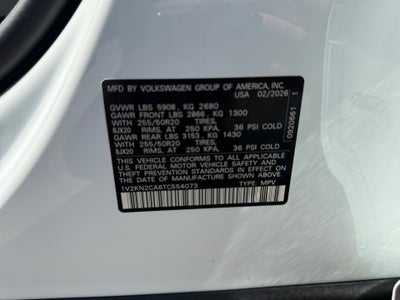 MFD BY VOLKSWAGEN GROUP OF AMERICA, INC.
USA 02/2026
GVWR LBS 5908, KG 2680
GAWR FRONT LBS 2866, KG 1300
WITH 255/50R20 TIRES,
8JX20 RIMS, AT 250 KPA, 36 PSI COLD
GAWR REAR LBS 3153, KG 1430
WITH 255/50R20 TIRES,
8JX20 RIMS, AT 250 KPA, 36 PSI COLD
THIS VEHICLE CONFORMS TO ALL APPLICABLE
U.S. FEDERAL MOTOR VEHICLE SAFETY AND
THEFT PREVENTION STANDARDS IN EFFECT
ON THE DATE OF MANUFACTURE SHOWN ABOVE.
1V2KN2CA6TC554073 TYPE: MPV
0920661 1